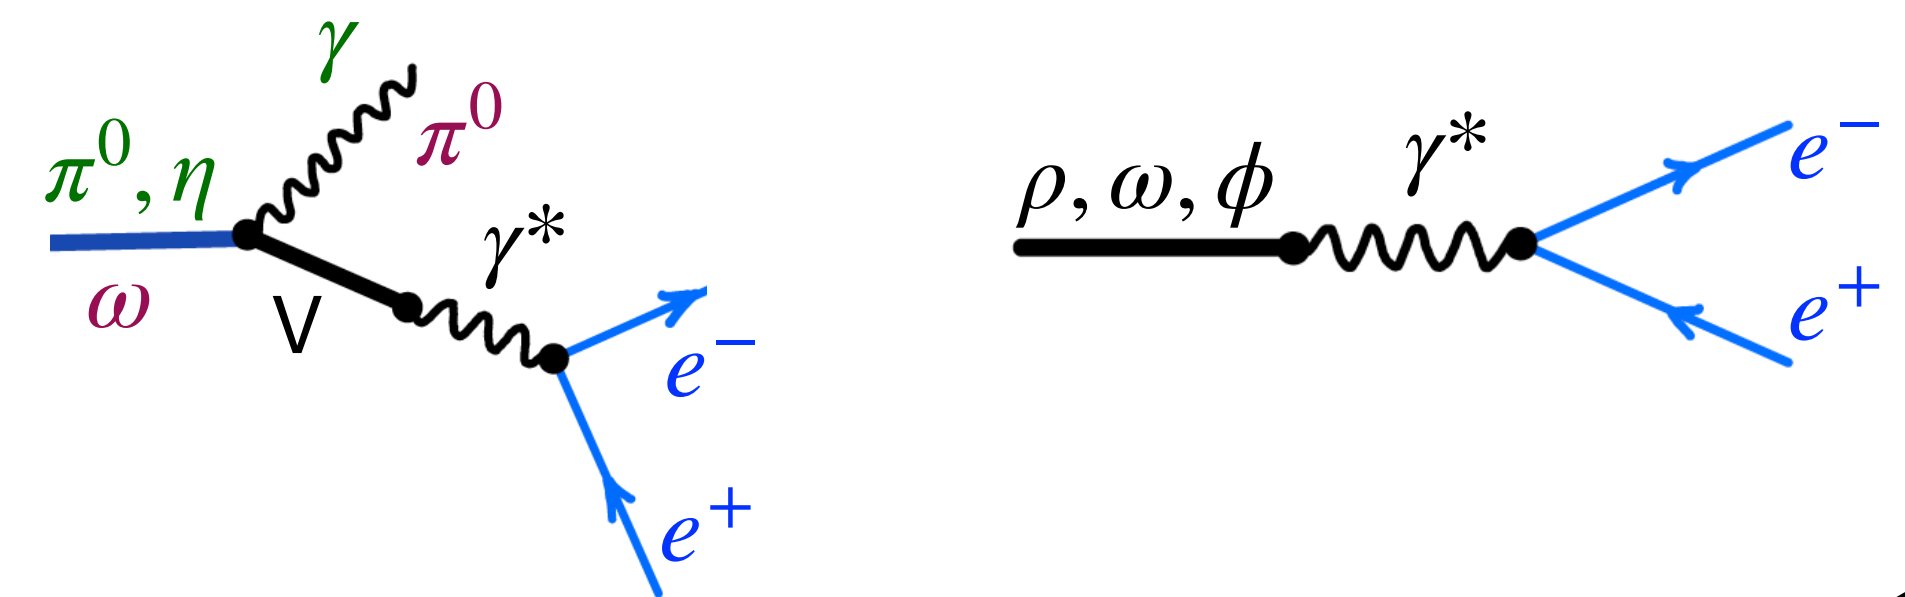 γ
π⁰
π⁰, η
ω
V
γ*
e⁻
e⁺
ρ, ω, ϕ
γ*
e⁻
e⁺